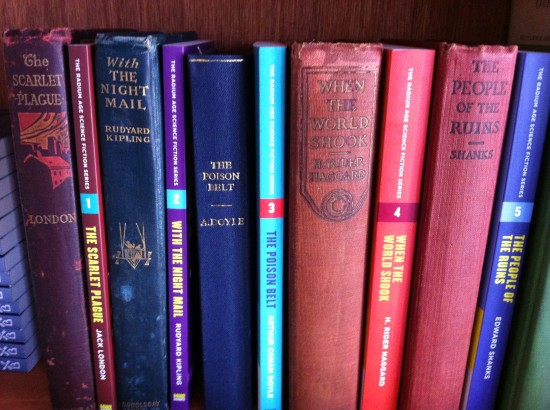 The
SCARLET
PLAGUE
LONDON
THE RADIUM AGE SCIENCE FICTION SERIES
1
THE SCARLET PLAGUE
JACK LONDON
With
THE
NIGHT
MAIL
RUDYARD
KIPLING
DOUBLEDAY
THE RADIUM AGE SCIENCE FICTION SERIES
2
WITH THE NIGHT MAIL
RUDYARD KIPLING
THE
POISON
BELT
A. DOYLE
THE RADIUM AGE SCIENCE FICTION SERIES
3
THE POISON BELT
ARTHUR CONAN DOYLE
WHEN
THE
WORLD
SHOOK
H. RIDER
HAGGARD
THE RADIUM AGE SCIENCE FICTION SERIES
4
WHEN THE
WORLD SHOOK
H. RIDER HAGGARD
THE
PEOPLE
OF THE
RUINS
SHANKS
THE RADIUM AGE SCIENCE FICTION SERIES
5
THE PEOPLE OF
THE RUINS
EDWARD SHANKS